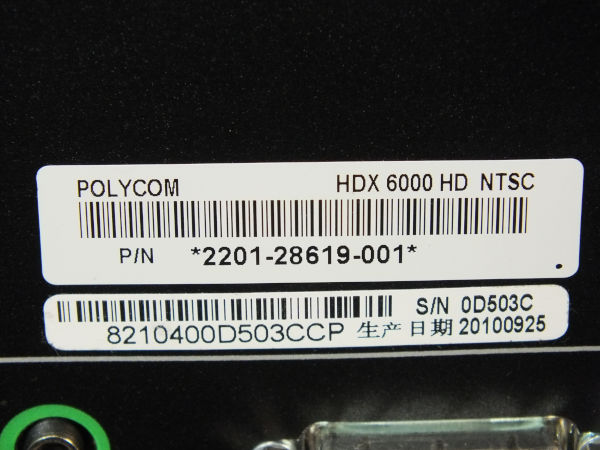 POLYCOM HDX 6000 HD NTSC
P/N *2201-28619-001*
S/N 0D503C
8210400D503CCP 生产日期 20100925